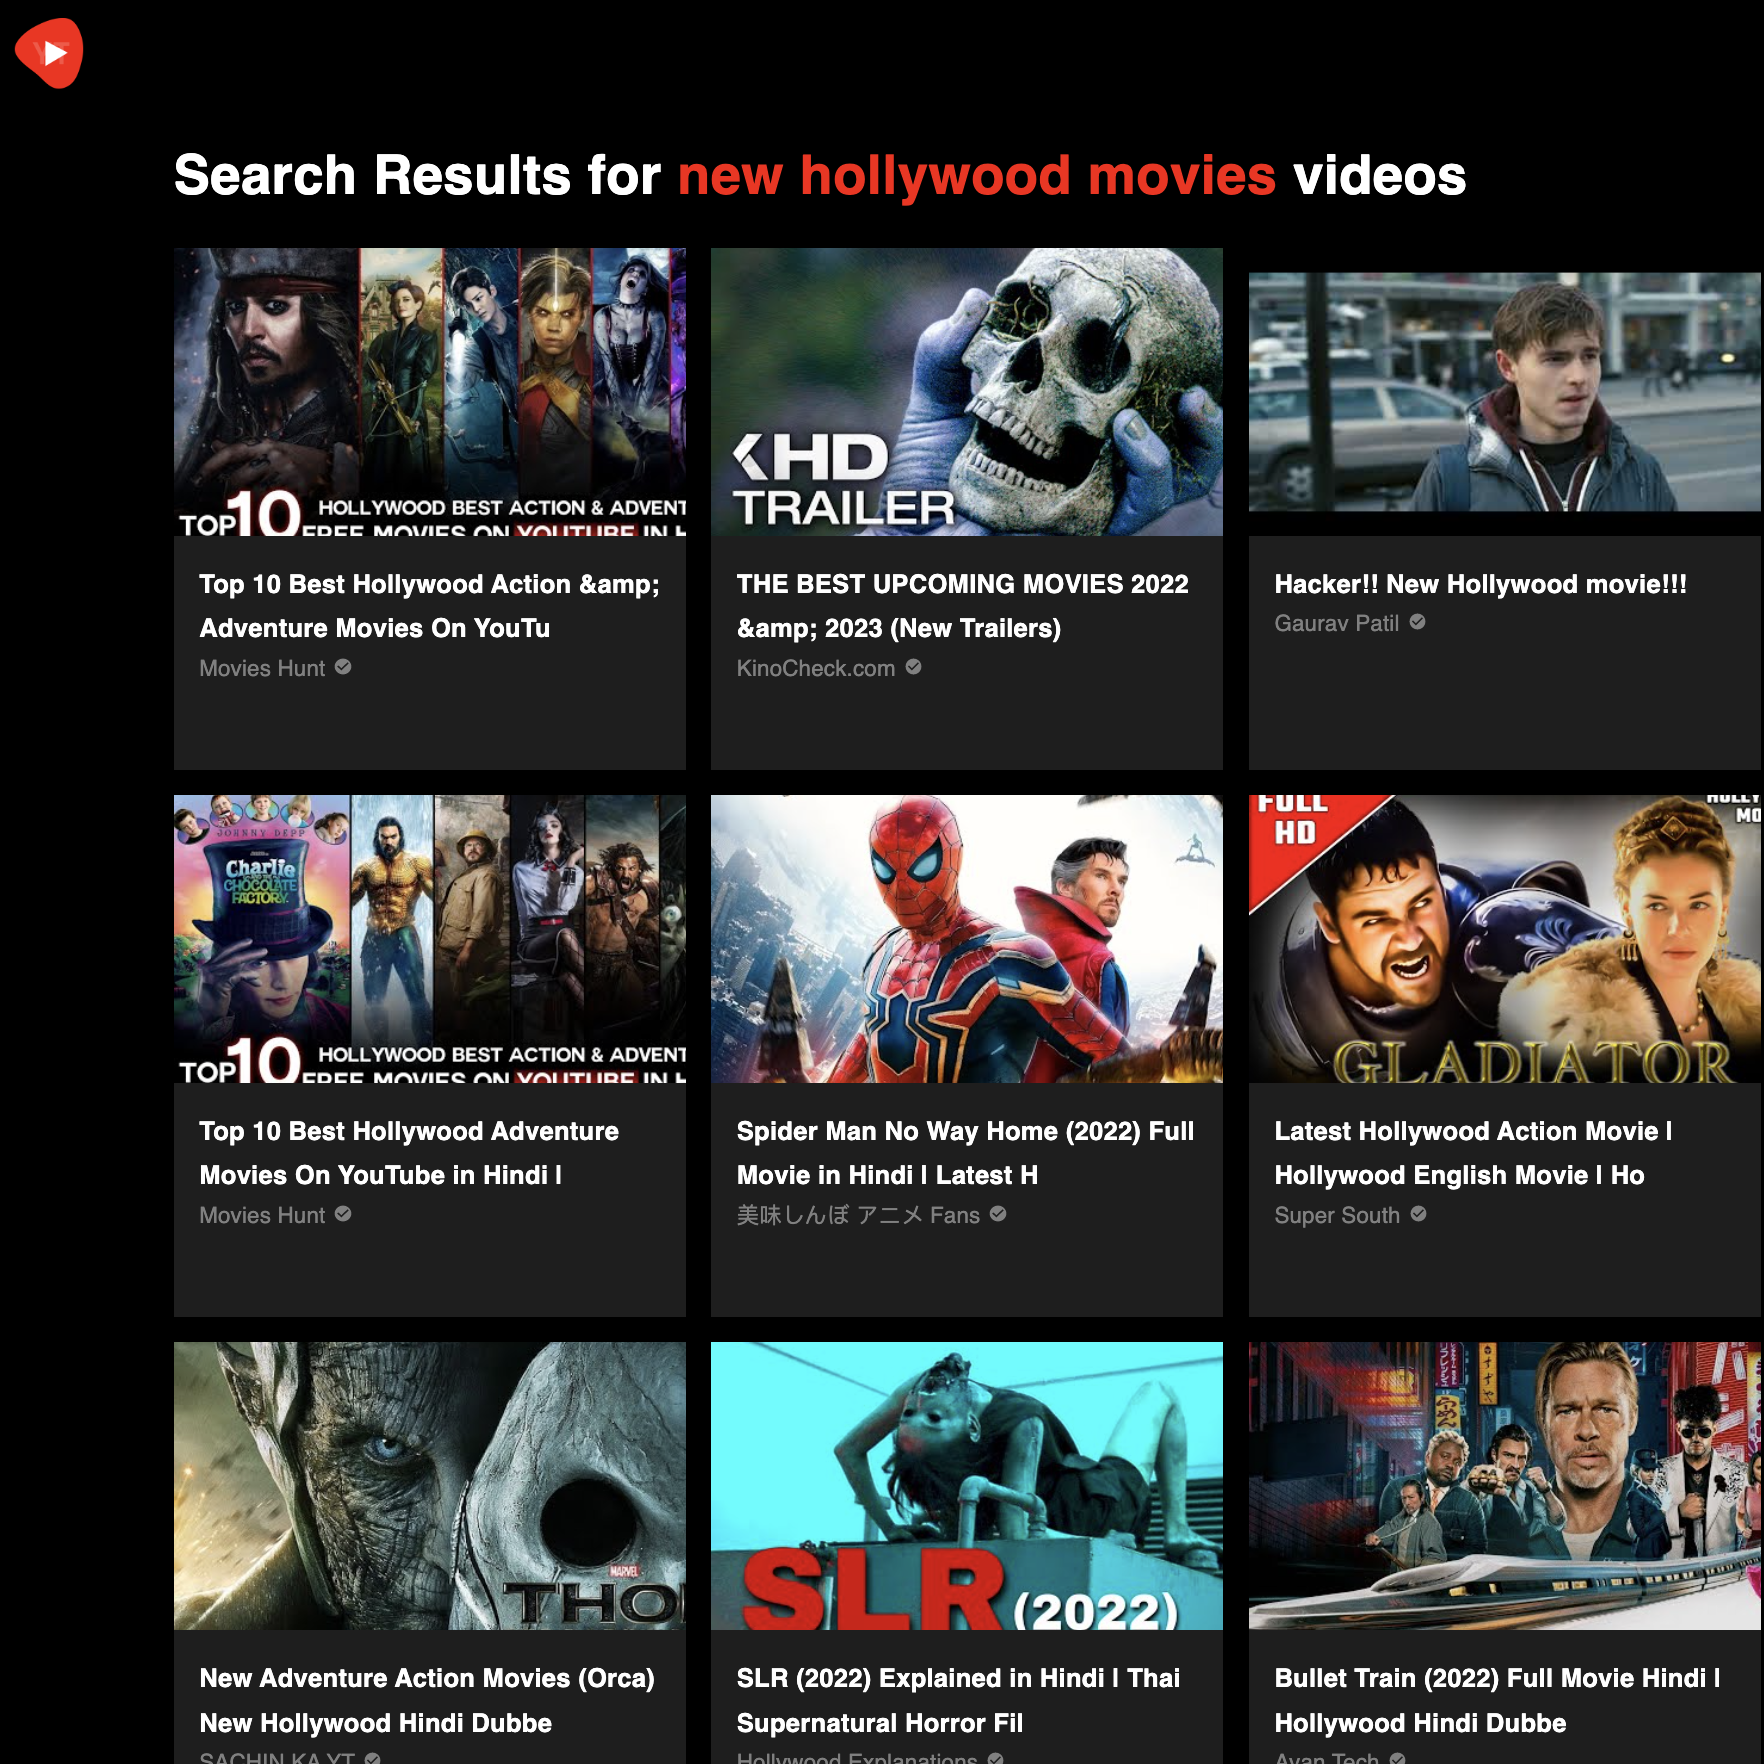 YT
Search Results for new hollywood movies videos
TOP 10 HOLLYWOOD BEST ACTION & ADVENT
FREE MOVIES ON YOUTUBE IN H
KHD
TRAILER
Top 10 Best Hollywood Action &amp;
Adventure Movies On YouTu
Movies Hunt
THE BEST UPCOMING MOVIES 2022
&amp; 2023 (New Trailers)
KinoCheck.com
Hacker!! New Hollywood movie!!!
Gaurav Patil
JOHNNY DEPP
Charlie
CHOCOLATE
FACTORY
TOP 10 HOLLYWOOD BEST ACTION & ADVENT
FREE MOVIES ON YOUTUBE IN H
FULL
HD
HOLLY
MO
GLADIATOR
Top 10 Best Hollywood Adventure
Movies On YouTube in Hindi |
Movies Hunt
Spider Man No Way Home (2022) Full
Movie in Hindi | Latest H
美味しんぼ アニメ Fans
Latest Hollywood Action Movie |
Hollywood English Movie | Ho
Super South
MARVEL
THO
SLR (2022)
らーめん
New Adventure Action Movies (Orca)
New Hollywood Hindi Dubbe
SACHIN KA YT
SLR (2022) Explained in Hindi | Thai
Supernatural Horror Fil
Hollywood Explanations
Bullet Train (2022) Full Movie Hindi |
Hollywood Hindi Dubbe
Ayan Tech